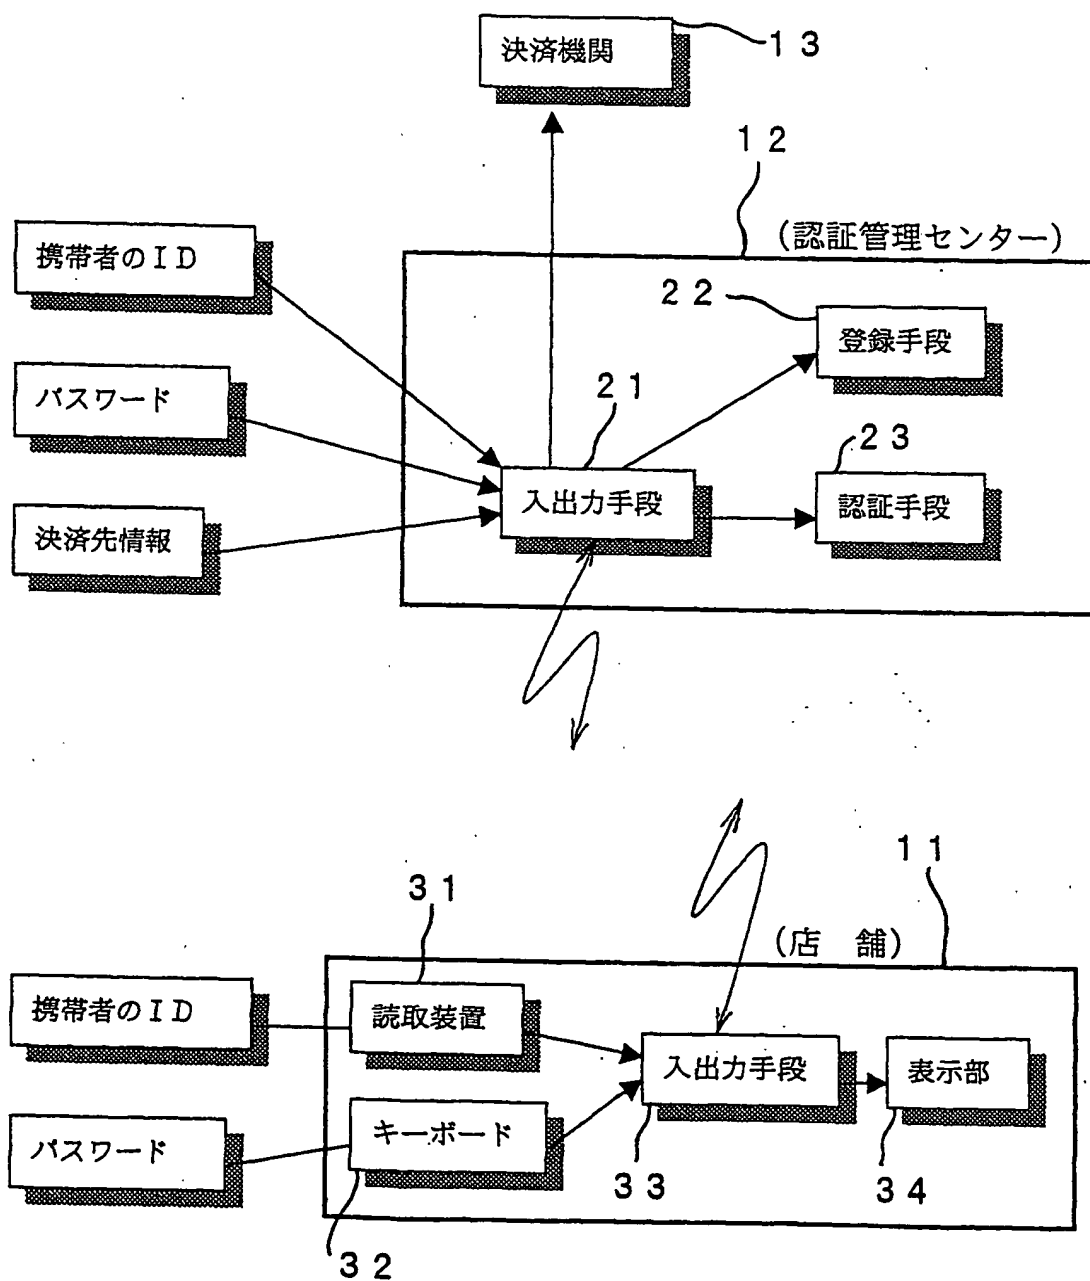 決済機関
13
12
(認証管理センター)
携帯者のID
22
登録手段
パスワード
21
23
入出力手段
認証手段
決済先情報
11
31
(店 舗)
携帯者のID
読取装置
入出力手段
表示部
パスワード
キーボード
33
34
32